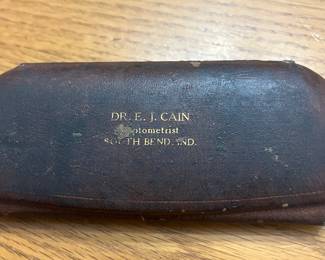 DR. E. J. CAIN
Optometrist
SOUTH BEND, IND.